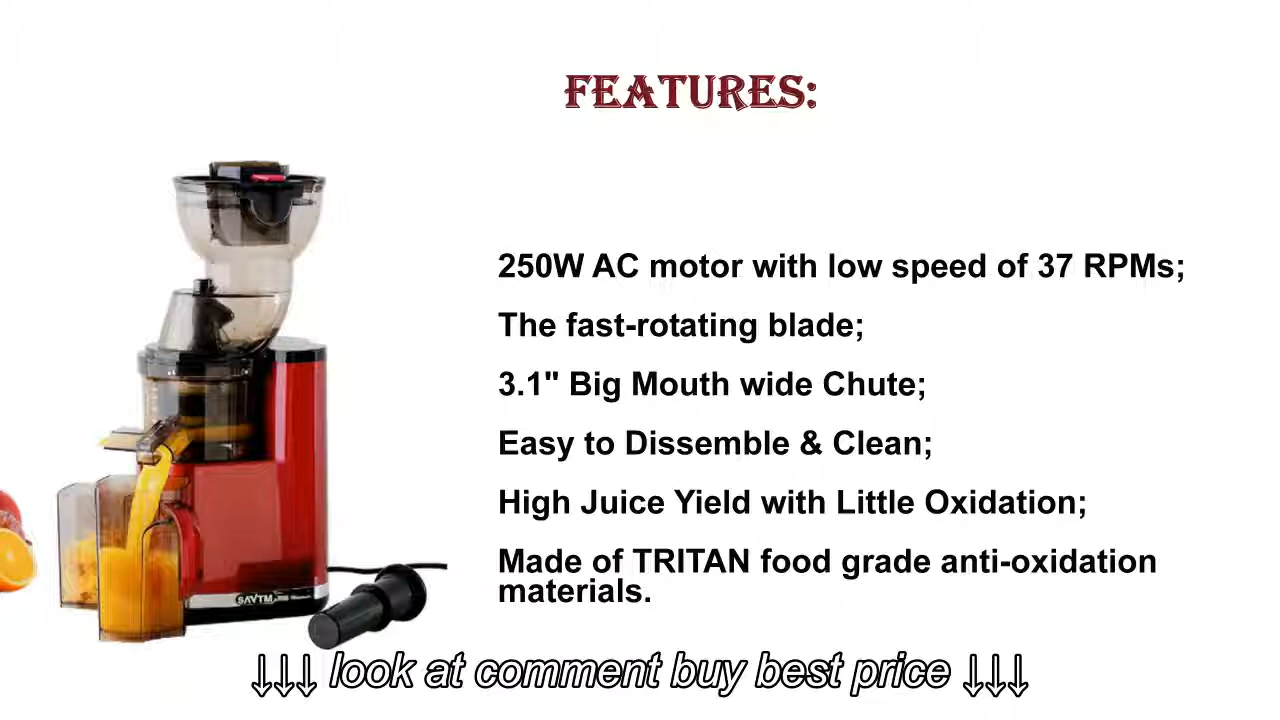 FEATURES:
250W AC motor with low speed of 37 RPMs;
The fast-rotating blade;
3.1" Big Mouth wide Chute;
Easy to Dissemble & Clean;
High Juice Yield with Little Oxidation;
Made of TRITAN food grade anti-oxidation
materials.
SAVTM
↓↓↓ look at comment buy best price ↓↓↓